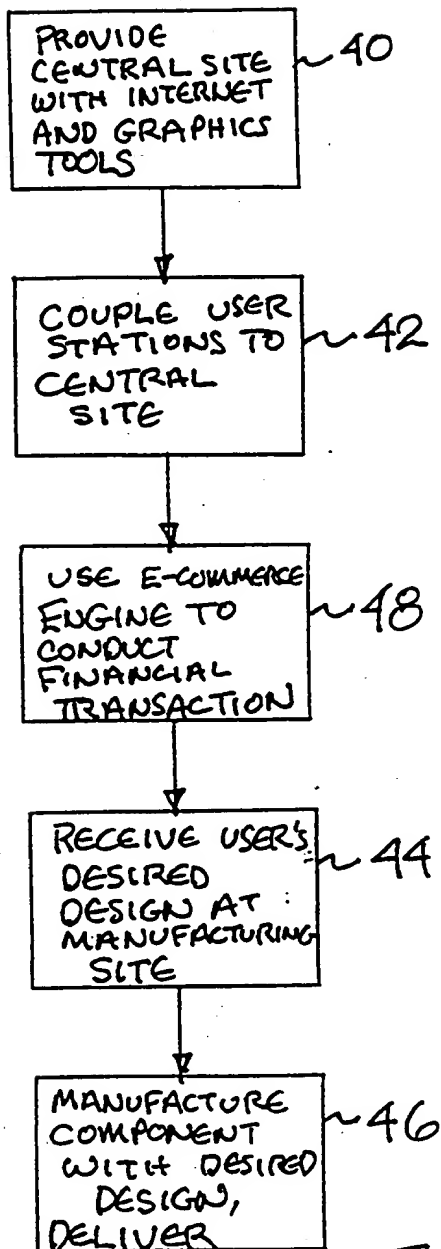 PROVIDE
CENTRAL SITE
WITH INTERNET
AND GRAPHICS
TOOLS
40
COUPLE USER
STATIONS TO
CENTRAL
SITE
42
USE E-COMMERCE
ENGINE TO
CONDUCT
FINANCIAL
TRANSACTION
48
RECEIVE USER'S
DESIRED
DESIGN AT
MANUFACTURING
SITE
44
MANUFACTURE
COMPONENT
WITH DESIRED
DESIGN,
DELIVER
46